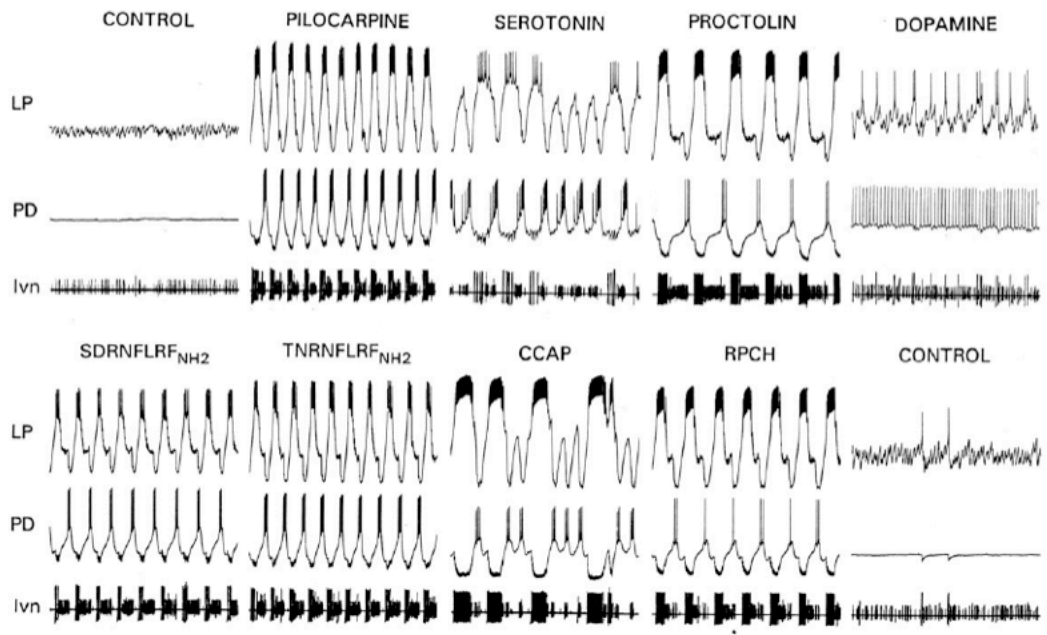 CONTROL PILOCARPINE SEROTONIN PROCTOLIN DOPAMINE
LP
PD
lvn
SDRNFLRFNH2 TNRNFLRFNH2 CCAP RPCH CONTROL
LP
PD
lvn